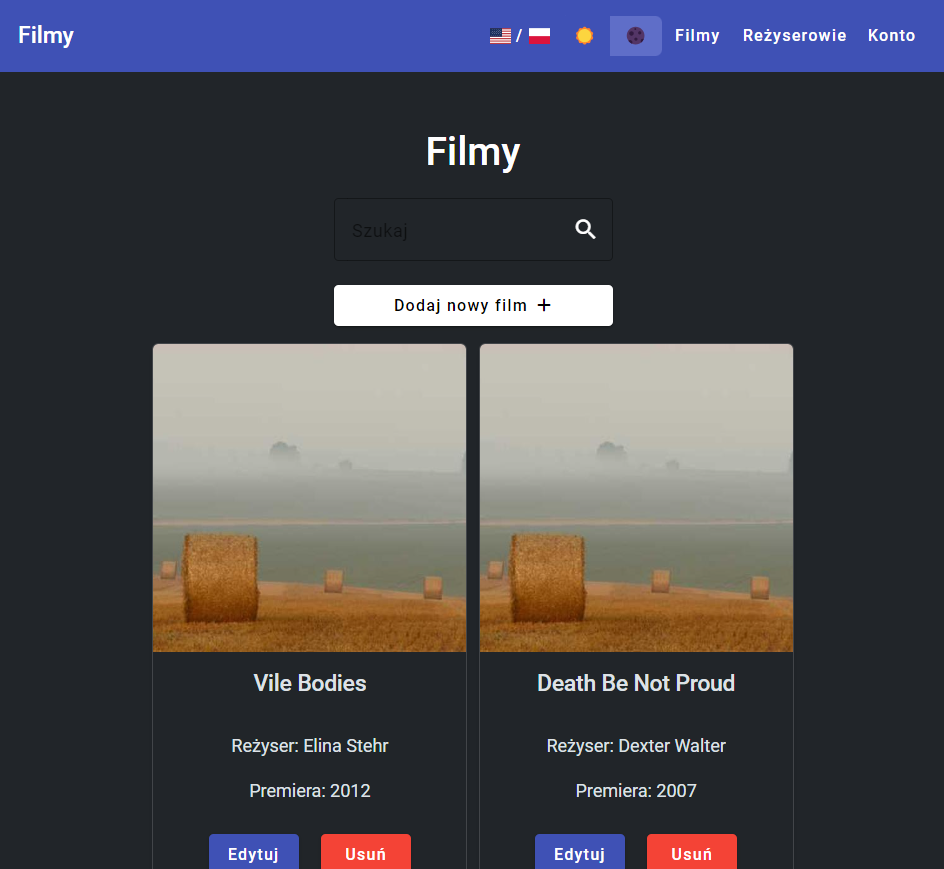 Filmy
/
Filmy
Reżyserowie
Konto
Filmy
Szukaj
Dodaj nowy film +
Vile Bodies
Reżyser: Elina Stehr
Premiera: 2012
Edytuj
Usuń
Death Be Not Proud
Reżyser: Dexter Walter
Premiera: 2007
Edytuj
Usuń